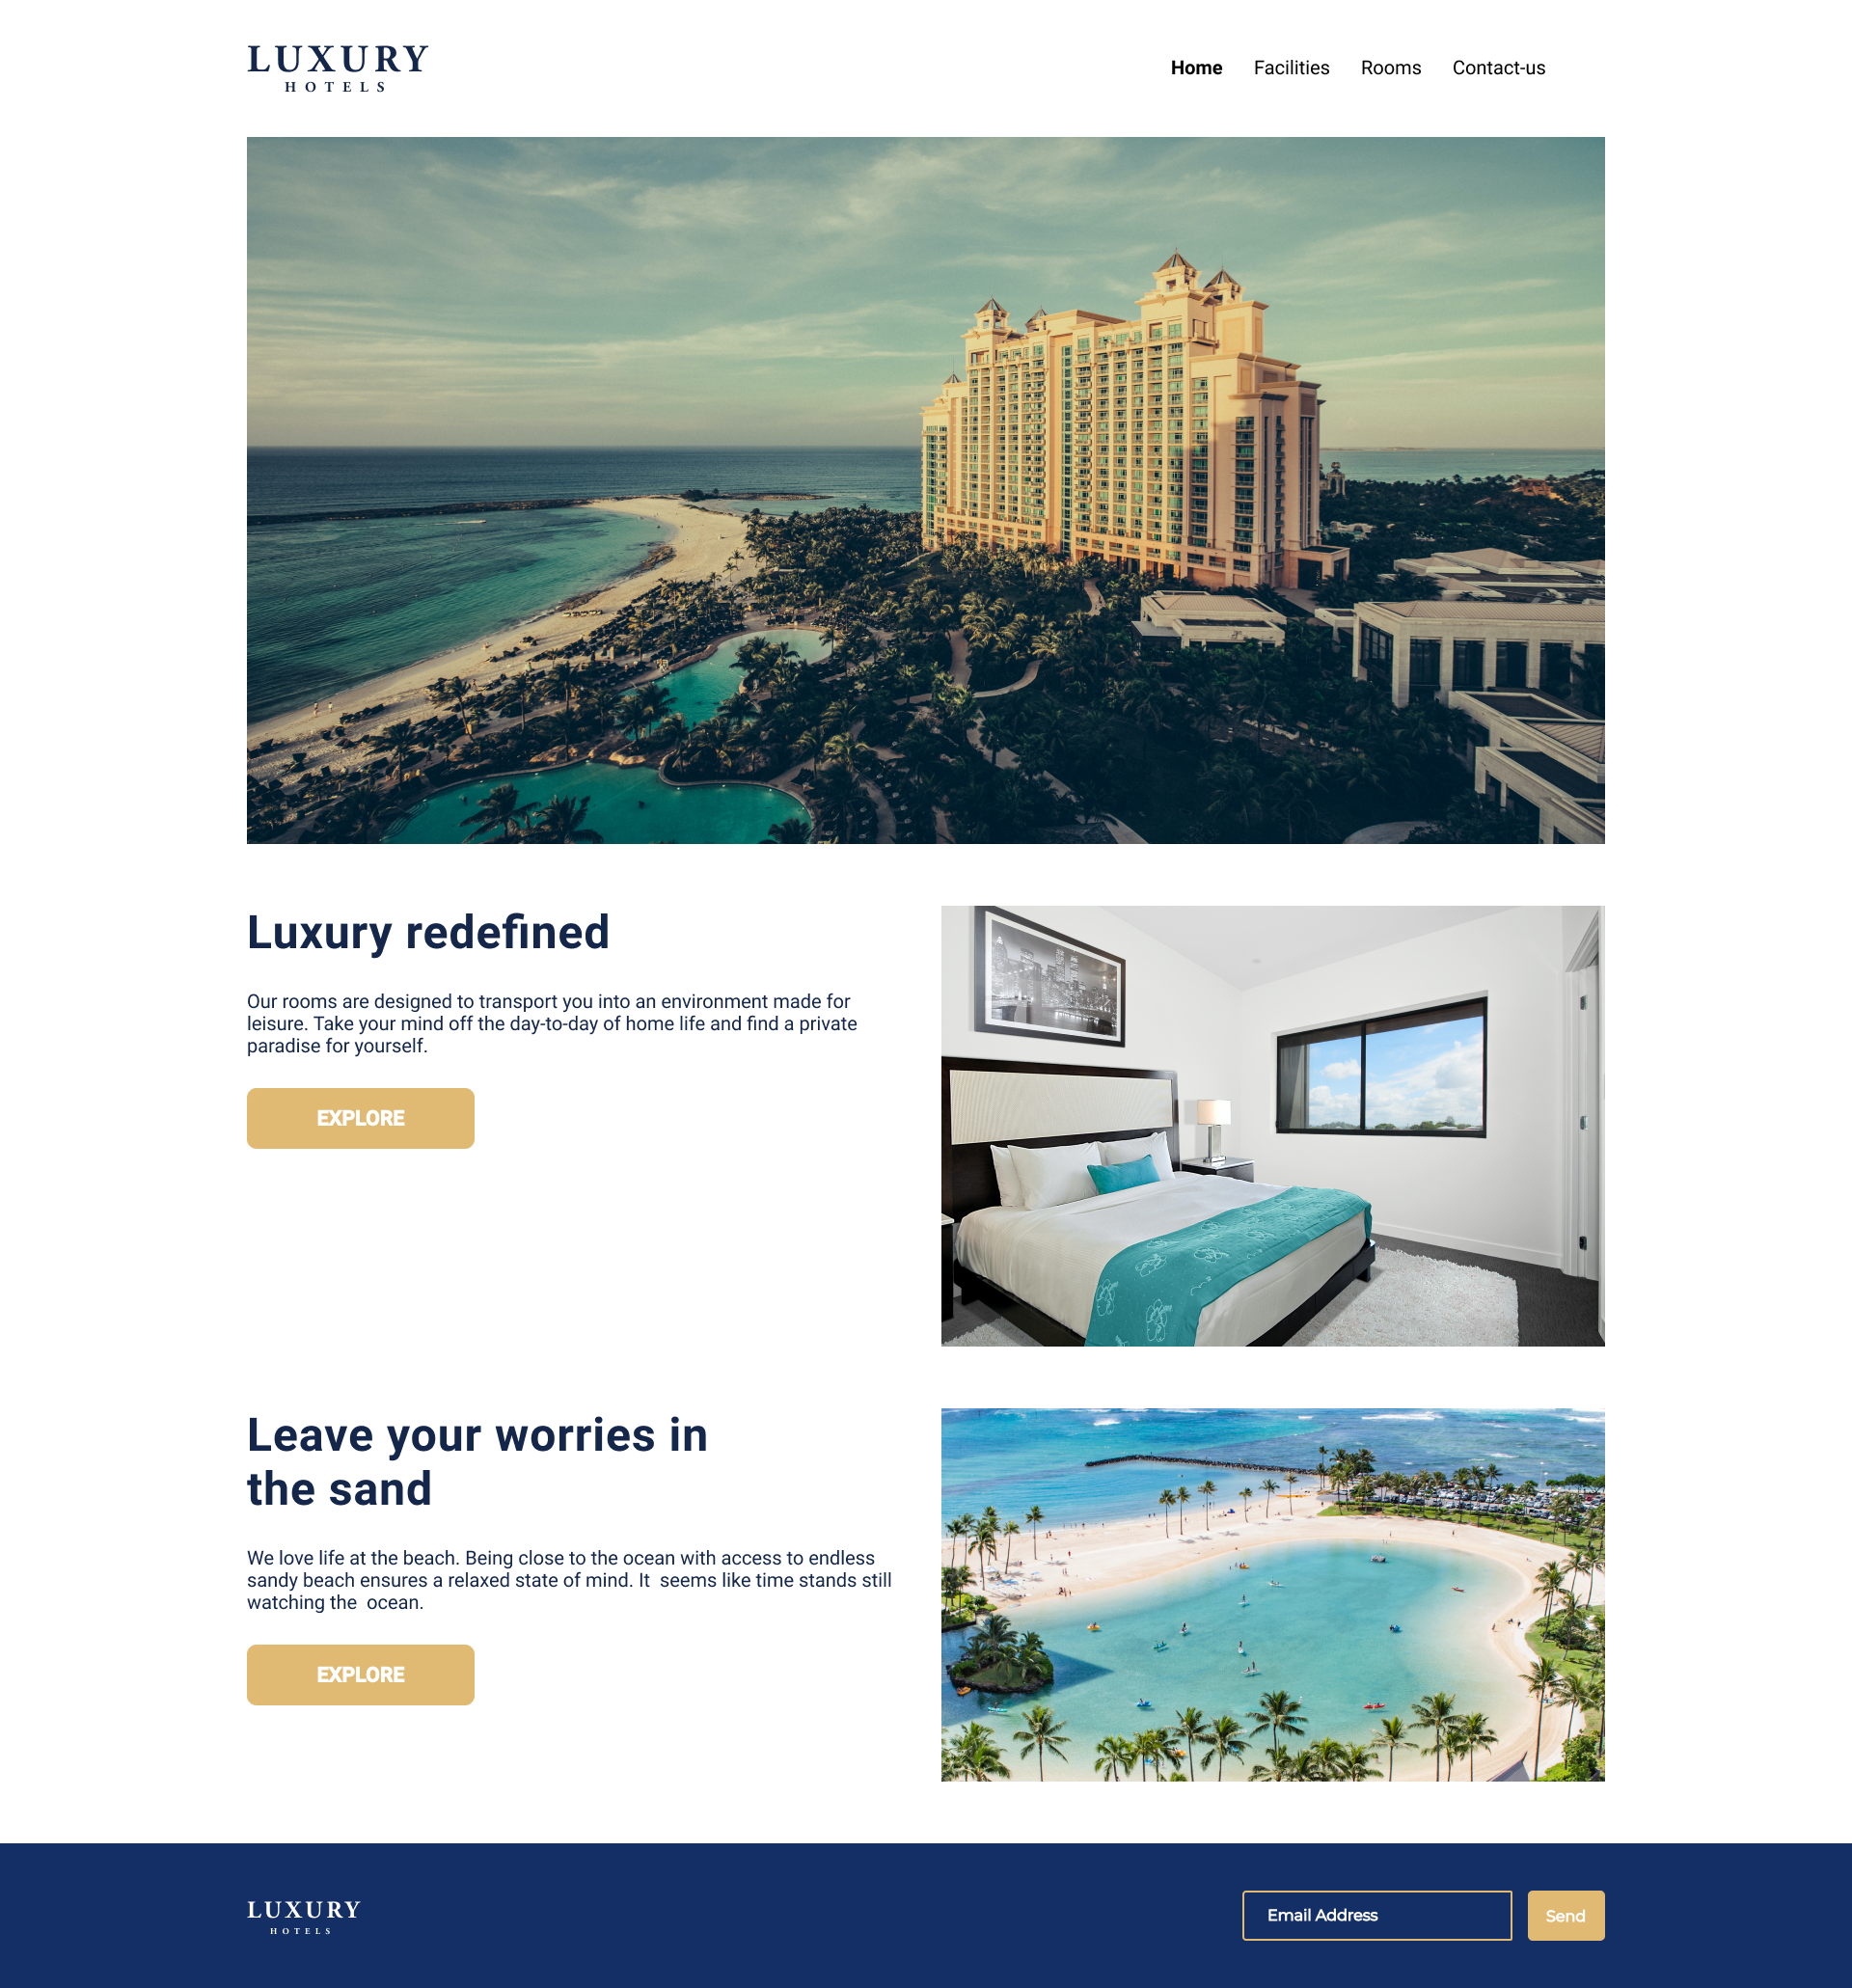 LUXURY
HOTELS
Home Facilities Rooms Contact-us
Luxury redefined
Our rooms are designed to transport you into an environment made for
leisure. Take your mind off the day-to-day of home life and find a private
paradise for yourself.
EXPLORE
Leave your worries in
the sand
We love life at the beach. Being close to the ocean with access to endless
sandy beach ensures a relaxed state of mind. It  seems like time stands still
watching the  ocean.
EXPLORE
LUXURY
HOTELS
Email Address
Send